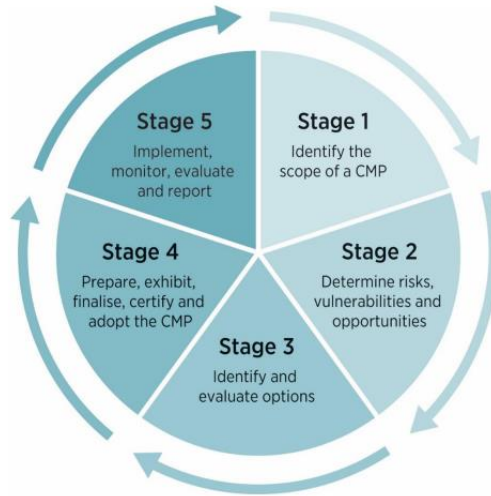 Stage 1
Identify the
scope of a CMP
Stage 2
Determine risks,
vulnerabilities and
opportunities
Stage 3
Identify and
evaluate options
Stage 4
Prepare, exhibit,
finalise, certify and
adopt the CMP
Stage 5
Implement,
monitor, evaluate
and report